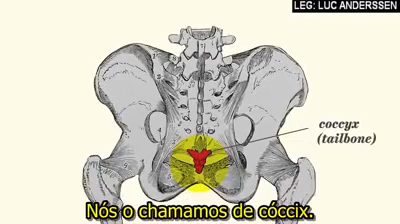 LEG: LUC ANDERSSEN
coccyx
(tailbone)
Nós o chamamos de cóccix.